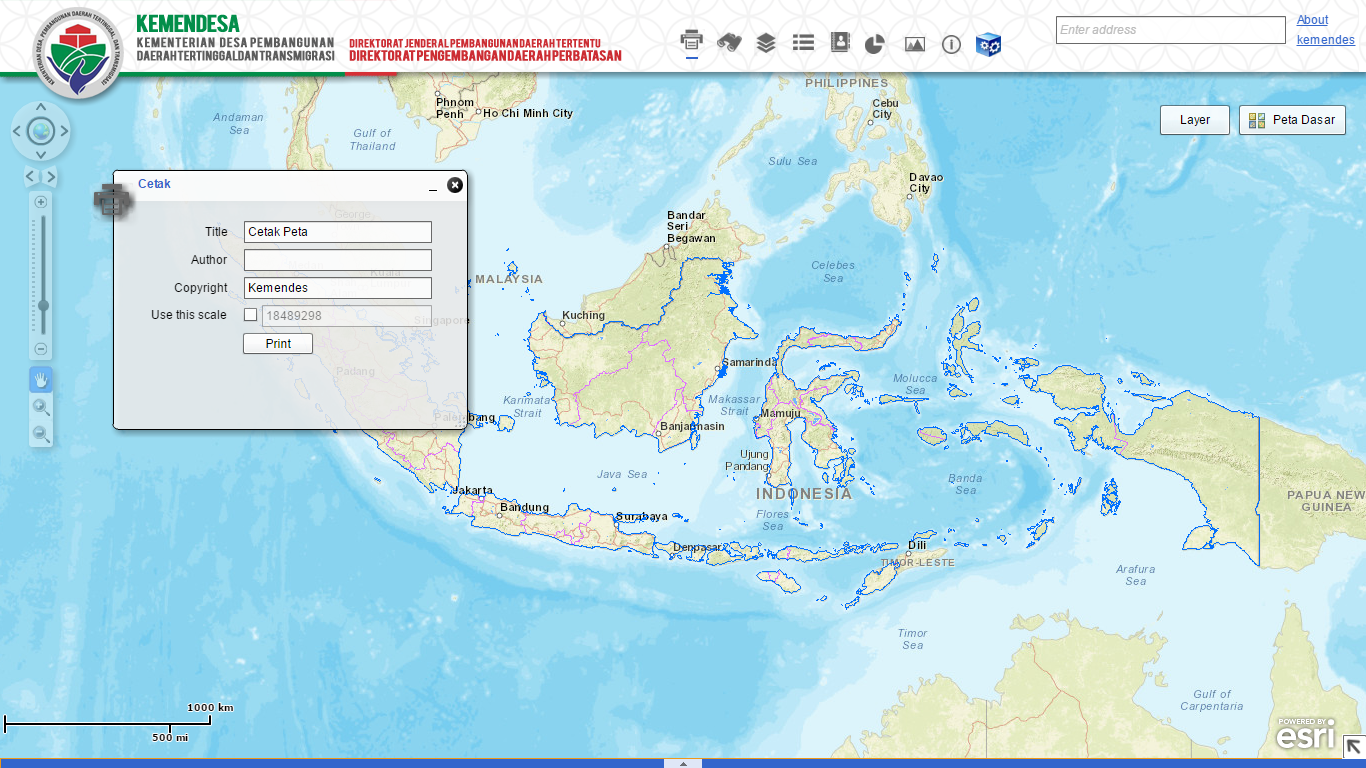 KEMENDESA
KEMENTERIAN DESA PEMBANGUNAN
DAERAH TERTINGGAL DAN TRANSMIGRASI
DIREKTORAT JENDERAL PEMBANGUNAN DAERAH TERTENTU
DIREKTORAT PENGEMBANGAN DAERAH PERBATASAN
Enter address
About
kemendes
Layer
Peta Dasar
Cetak
Title
Cetak Peta
Author
Copyright
Kemendes
Use this scale
18489298
Print
PHILIPPINES
Phnom
Penh
Ho Chi Minh City
Cebu
City
Andaman
Sea
Gulf of
Thailand
Sulu Sea
Davao
City
Bandar
Seri
Begawan
George
Kuala
MALAYSIA
Celebes
Sea
Singapore
Kuching
Padang
Samarinda
Molucca
Sea
Karimata
Strait
Makassar
Strait
Mamuju
Palembang
Banjarmasin
Ujung
Pandang
Java Sea
Banda
Sea
Jakarta
INDONESIA
PAPUA NEW
GUINEA
Bandung
Surabaya
Flores
Sea
Denpasar
Dili
TIMOR-LESTE
Arafura
Sea
Timor
Sea
Gulf of
Carpentaria
1000 km
500 mi
POWERED BY
esri